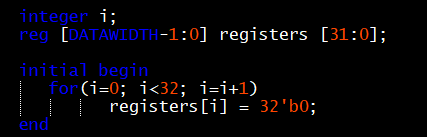 integer i;
reg [DATAWIDTH-1:0] registers [31:0];
initial begin
for(i=0; i<32; i=i+1)
registers[i] = 32'b0;
end